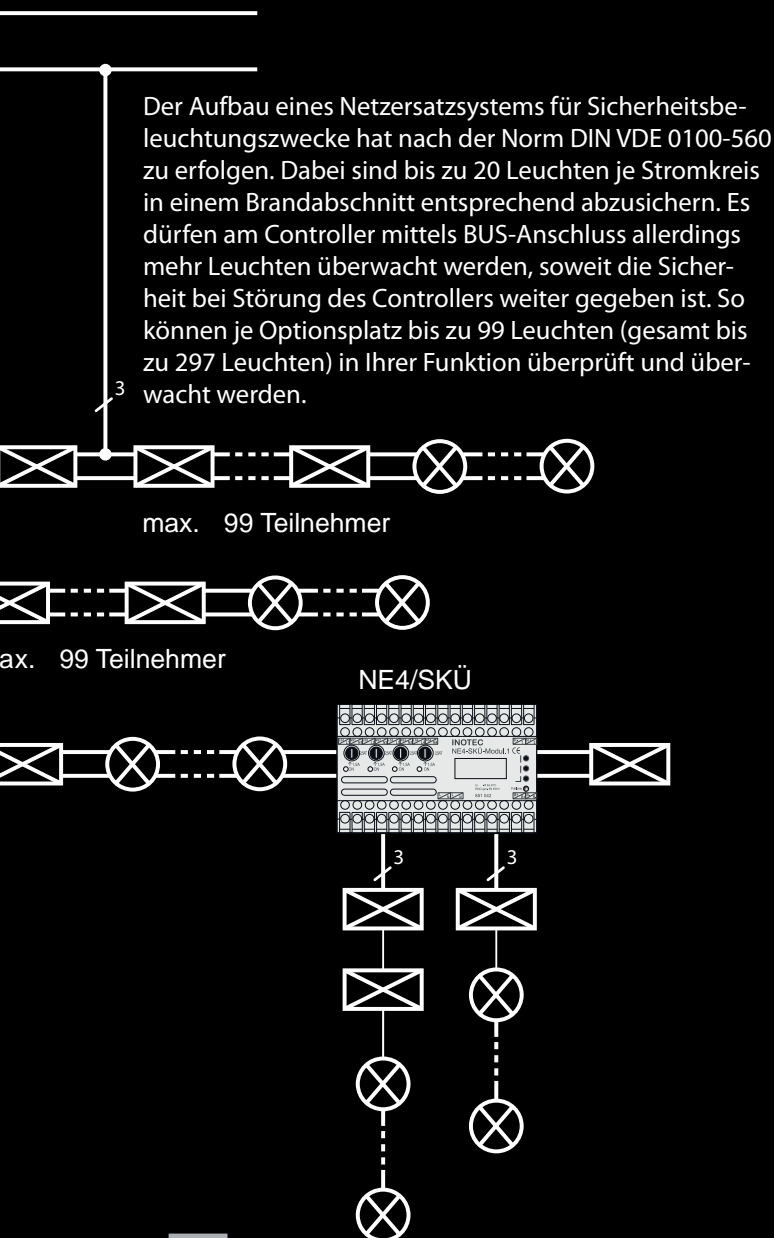 Der Aufbau eines Netzersatzsystems für Sicherheitsbe-
leuchtungszwecke hat nach der Norm DIN VDE 0100-560
zu erfolgen. Dabei sind bis zu 20 Leuchten je Stromkreis
in einem Brandabschnitt entsprechend abzusichern. Es
dürfen am Controller mittels BUS-Anschluss allerdings
mehr Leuchten überwacht werden, soweit die Sicher-
heit bei Störung des Controllers weiter gegeben ist. So
können je Optionsplatz bis zu 99 Leuchten (gesamt bis
zu 297 Leuchten) in Ihrer Funktion überprüft und über-
wacht werden.
3
max. 99 Teilnehmer
ax. 99 Teilnehmer
NE4/SKÜ
INOTEC
NE4-SKÜ-Modul.1 CE
3
3